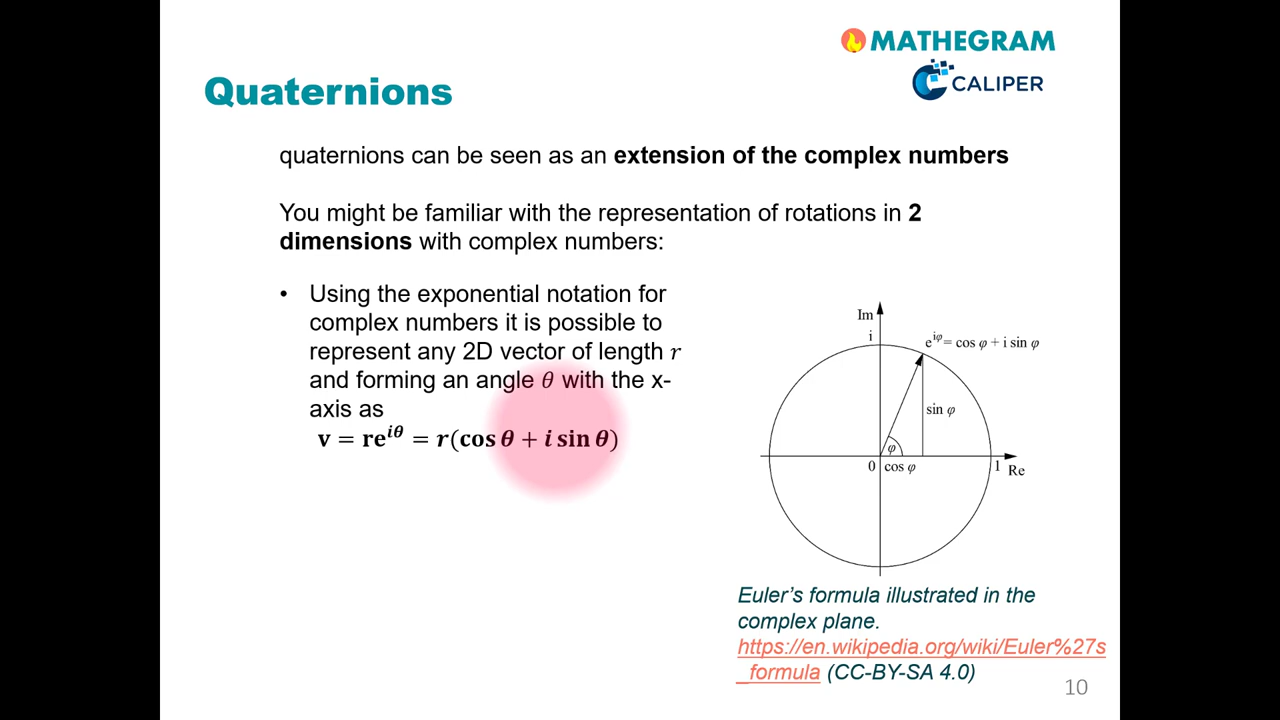 MATHEGRAM
CALIPER
Quaternions
quaternions can be seen as an extension of the complex numbers
You might be familiar with the representation of rotations in 2
dimensions with complex numbers:
• Using the exponential notation for
complex numbers it is possible to
represent any 2D vector of length r
and forming an angle θ with the x-
axis as
v = re^{iθ} = r(cos θ + i sin θ)
Im
i
e^{iφ} = cos φ + i sin φ
sin φ
φ
0 cos φ 1 Re
Euler’s formula illustrated in the
complex plane.
https://en.wikipedia.org/wiki/Euler%27s
_formula (CC-BY-SA 4.0)
10